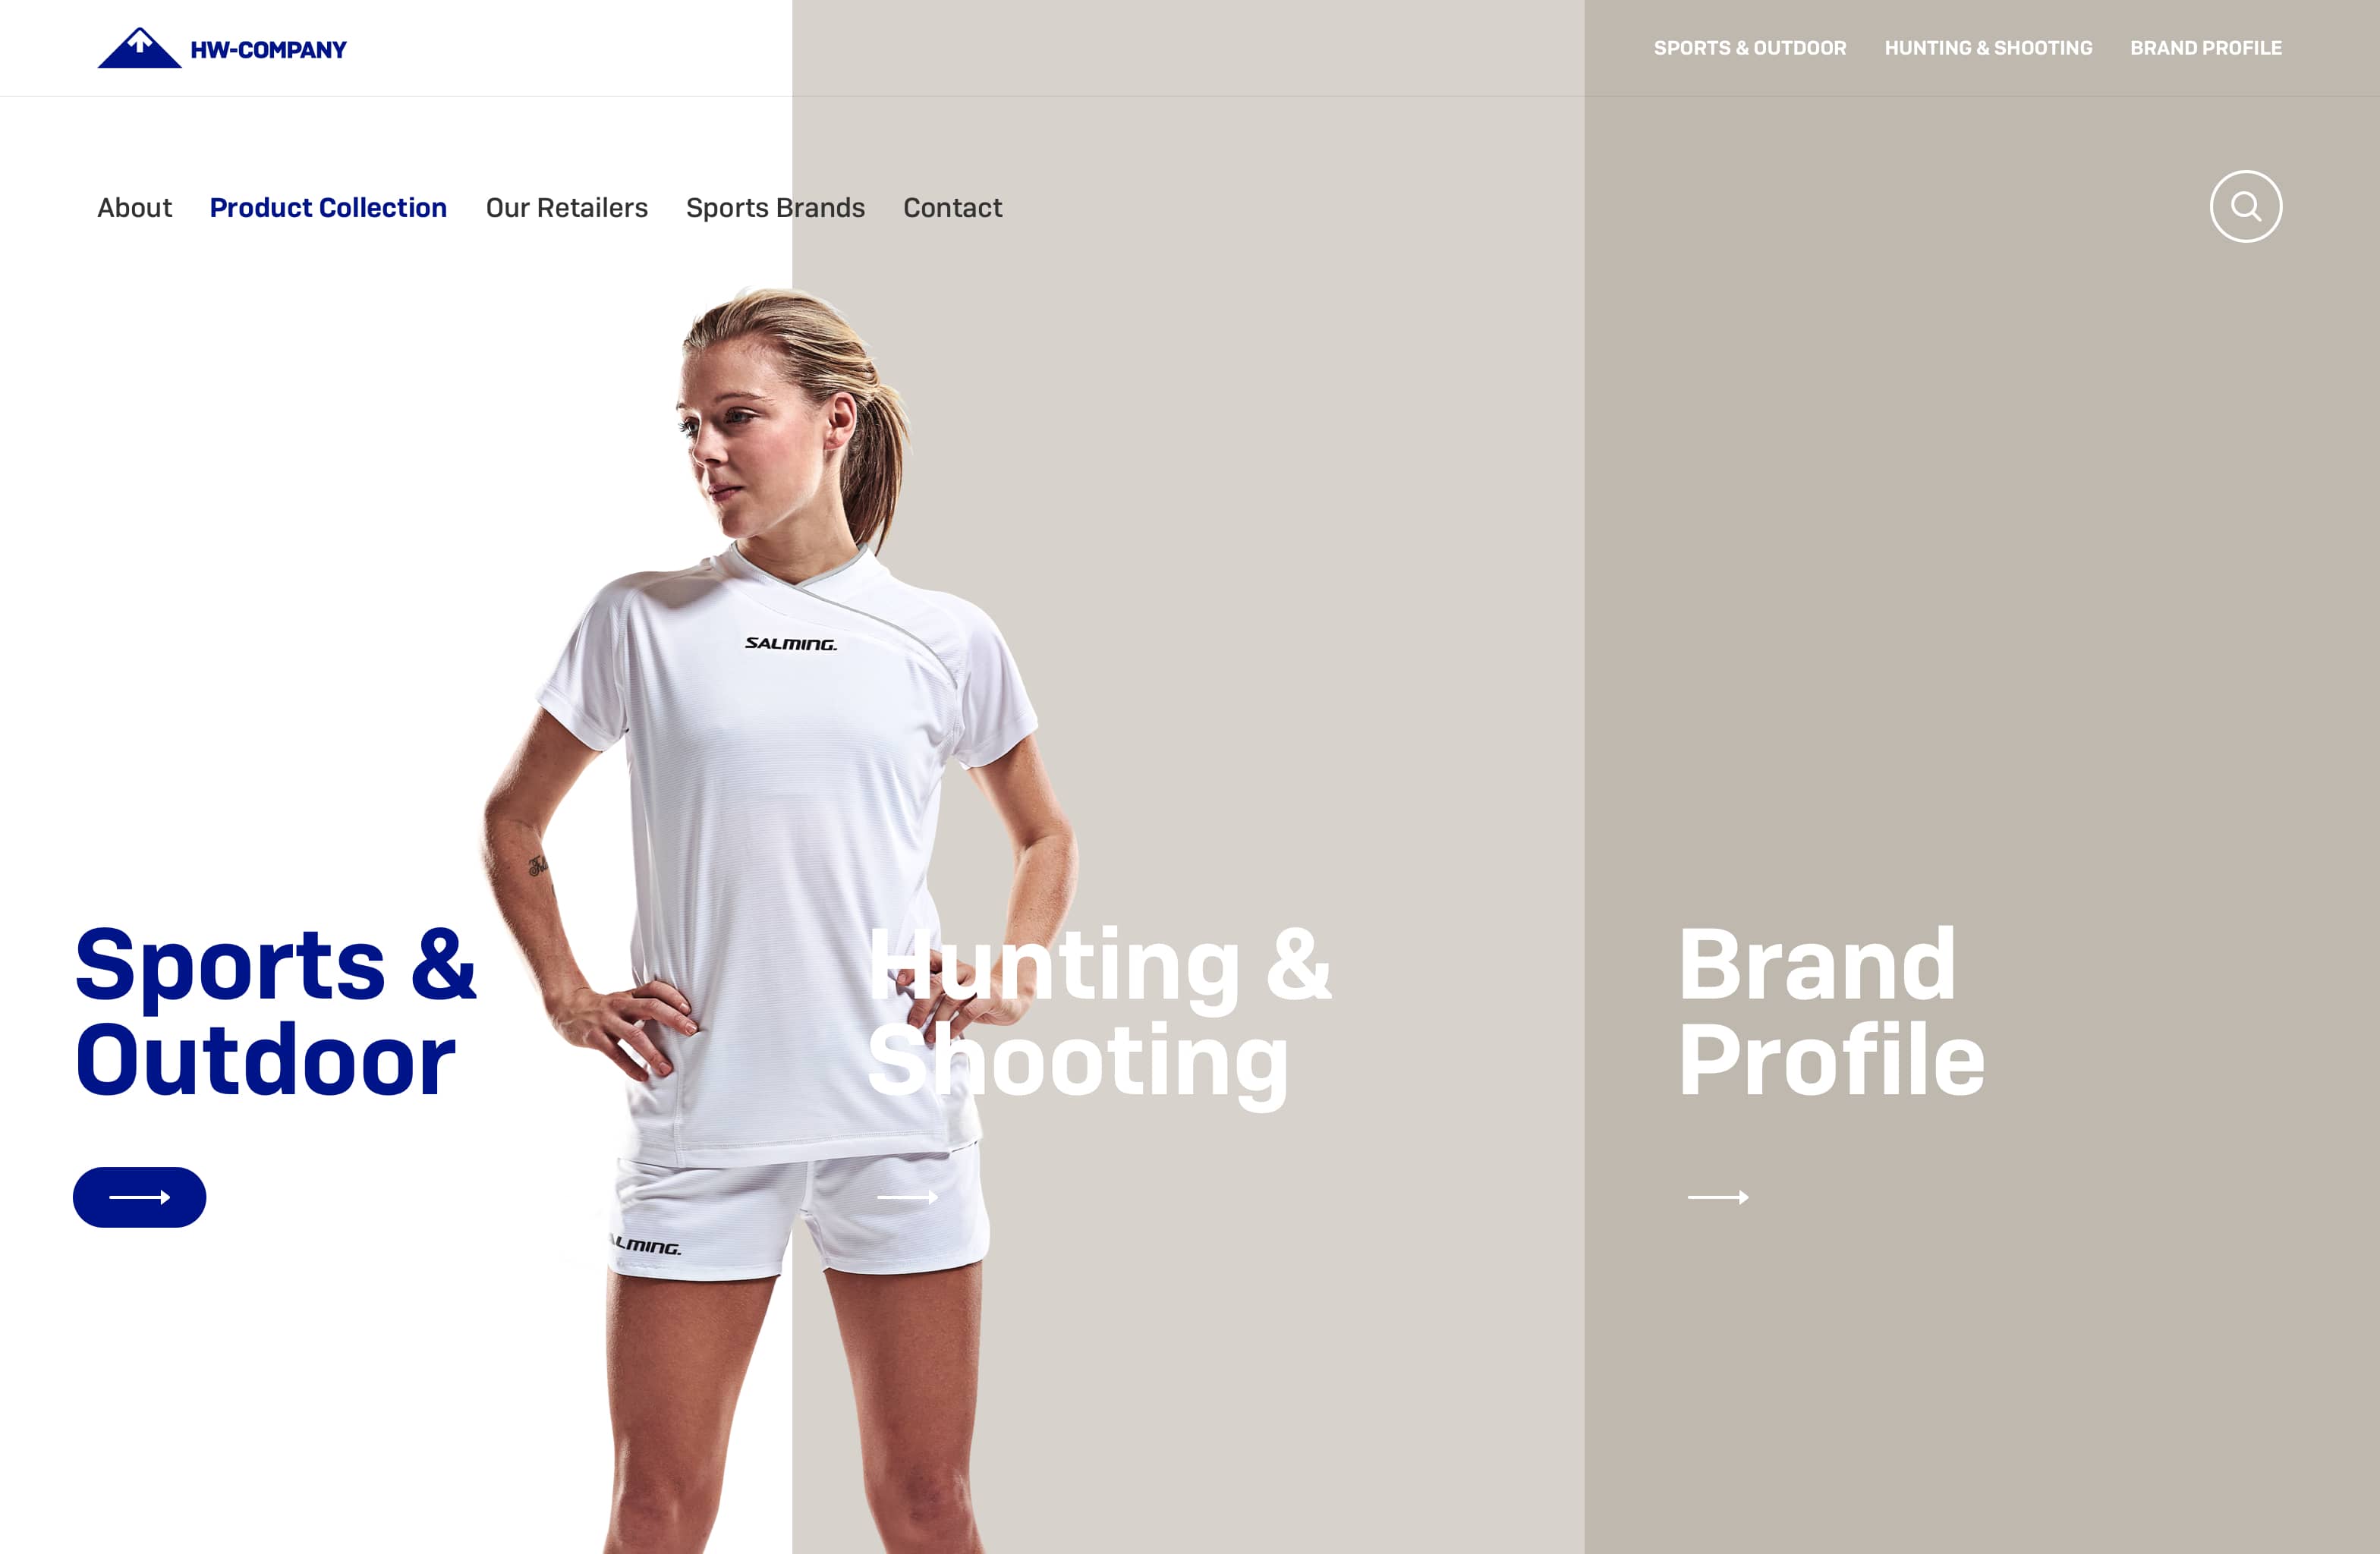 HW-COMPANY
SPORTS & OUTDOOR
HUNTING & SHOOTING
BRAND PROFILE
About
Product Collection
Our Retailers
Sports Brands
Contact
SALMING.
Sports &
Outdoor
Hunting &
Shooting
Brand
Profile
ALMING.